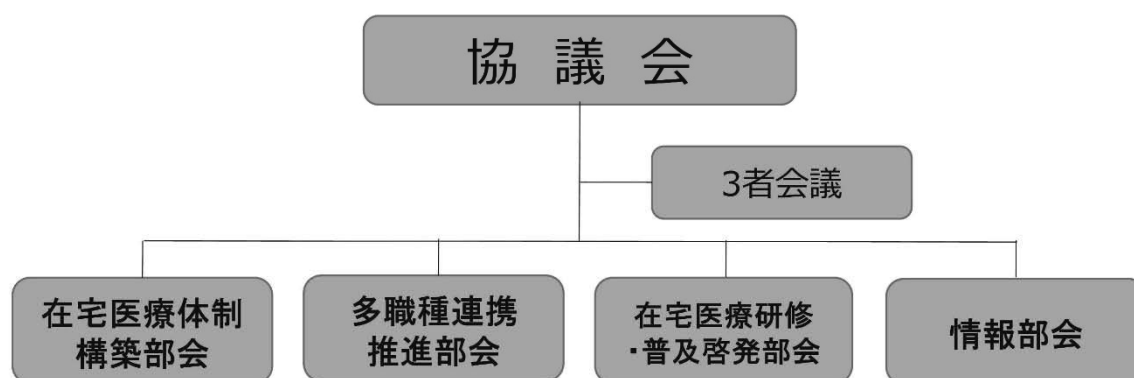 協 議 会
3者会議
在宅医療体制
構築部会
多職種連携
推進部会
在宅医療研修
・普及啓発部会
情報部会